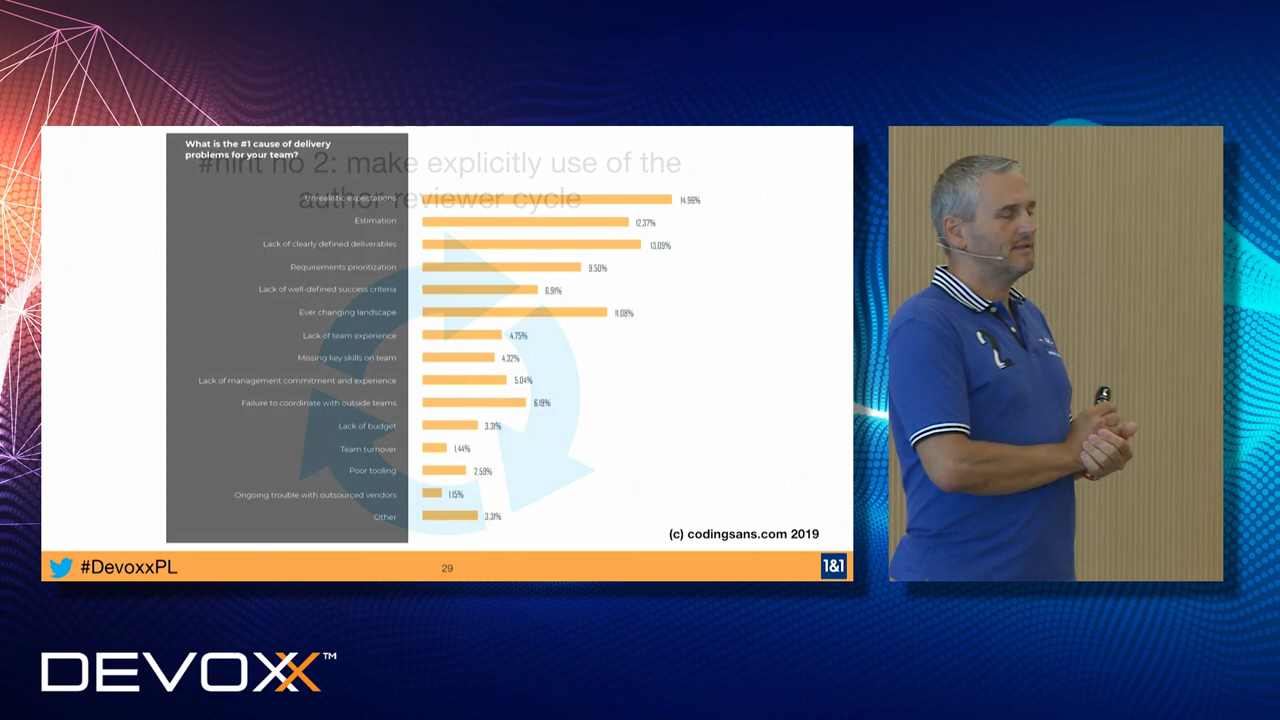 What is the #1 cause of delivery
problems for your team?
#hint no 2: make explicitly use of the
author reviewer cycle
Unrealistic expectations 14.96%
Estimation 12.37%
Lack of clearly defined deliverables 13.09%
Requirements prioritization 9.50%
Lack of well-defined success criteria 6.91%
Ever changing landscape 11.08%
Lack of team experience 4.75%
Missing key skills on team 4.32%
Lack of management commitment and experience 5.04%
Failure to coordinate with outside teams 6.19%
Lack of budget 3.31%
Team turnover 1.44%
Poor tooling 2.59%
Ongoing trouble with outsourced vendors 1.15%
Other 3.31%
(c) codingsans.com 2019
#DevoxxPL
29
1&1
2
DEVOXX™